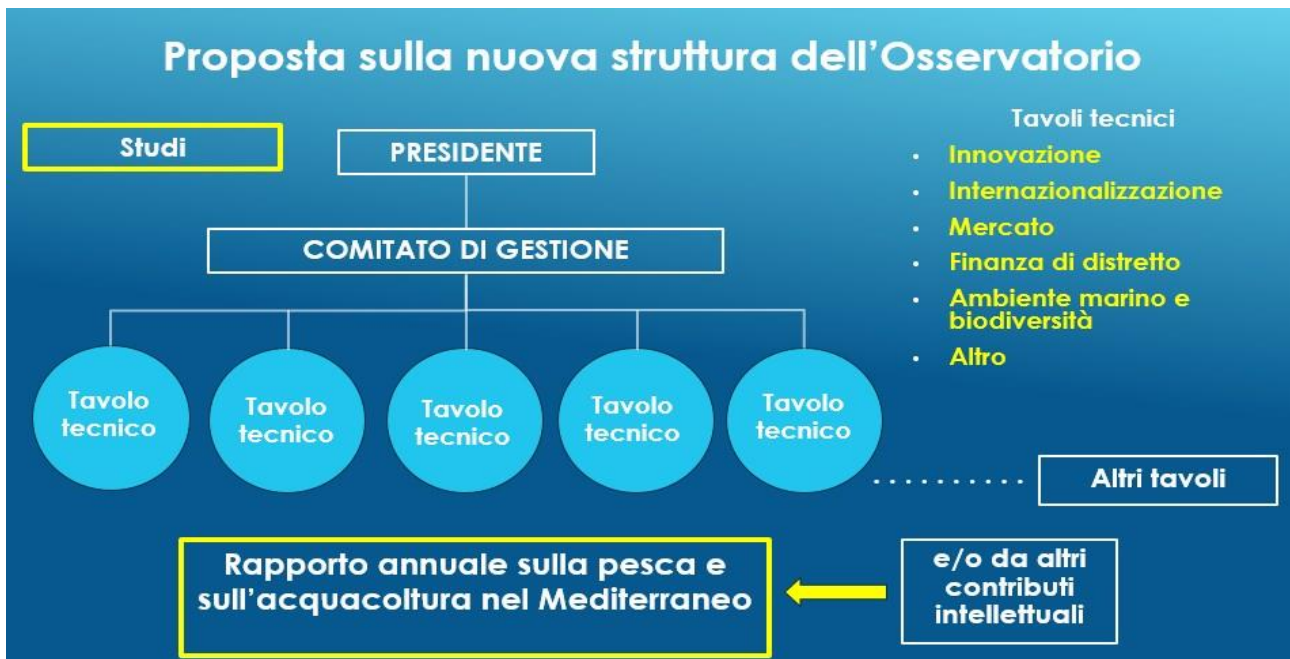 Proposta sulla nuova struttura dell'Osservatorio
Studi
PRESIDENTE
COMITATO DI GESTIONE
Tavolo
tecnico
Tavolo
tecnico
Tavolo
tecnico
Tavolo
tecnico
Tavolo
tecnico
Altri tavoli
Tavoli tecnici
• Innovazione
• Internazionalizzazione
• Mercato
• Finanza di distretto
• Ambiente marino e
biodiversità
• Altro
Rapporto annuale sulla pesca e
sull'acquacoltura nel Mediterraneo
e/o da altri
contributi
intellettuali